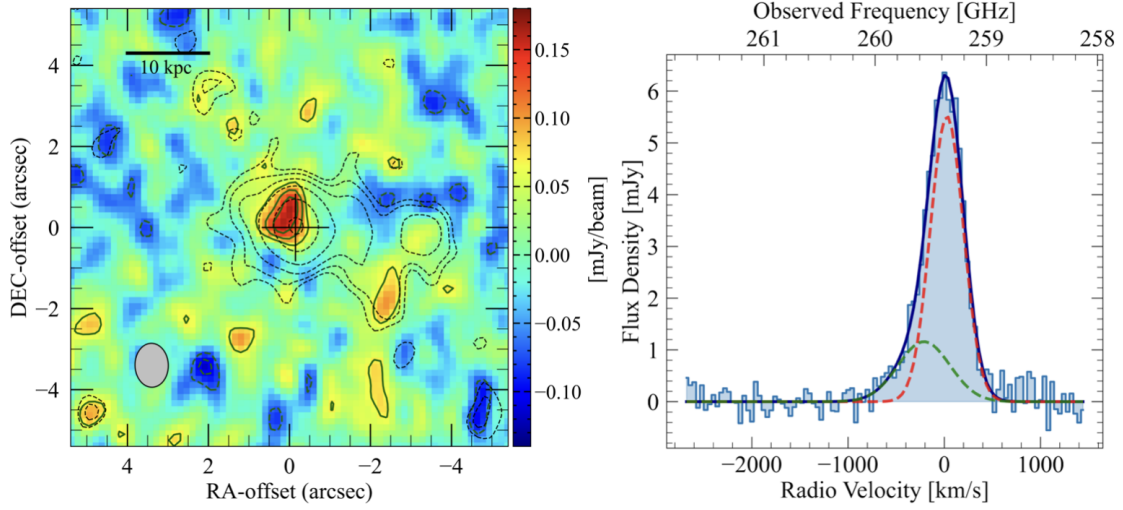 10 kpc
4
2
0
−2
−4
DEC-offset (arcsec)
4 2 0 −2 −4
RA-offset (arcsec)
0.15
0.10
0.05
0.00
−0.05
−0.10
[mJy/beam]
Observed Frequency [GHz]
261 260 259 258
6
5
4
3
2
1
0
Flux Density [mJy]
−2000 −1000 0 1000
Radio Velocity [km/s]